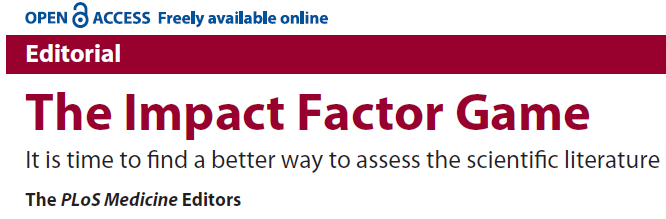 OPEN ACCESS Freely available online
Editorial
The Impact Factor Game
It is time to find a better way to assess the scientific literature
The PLoS Medicine Editors